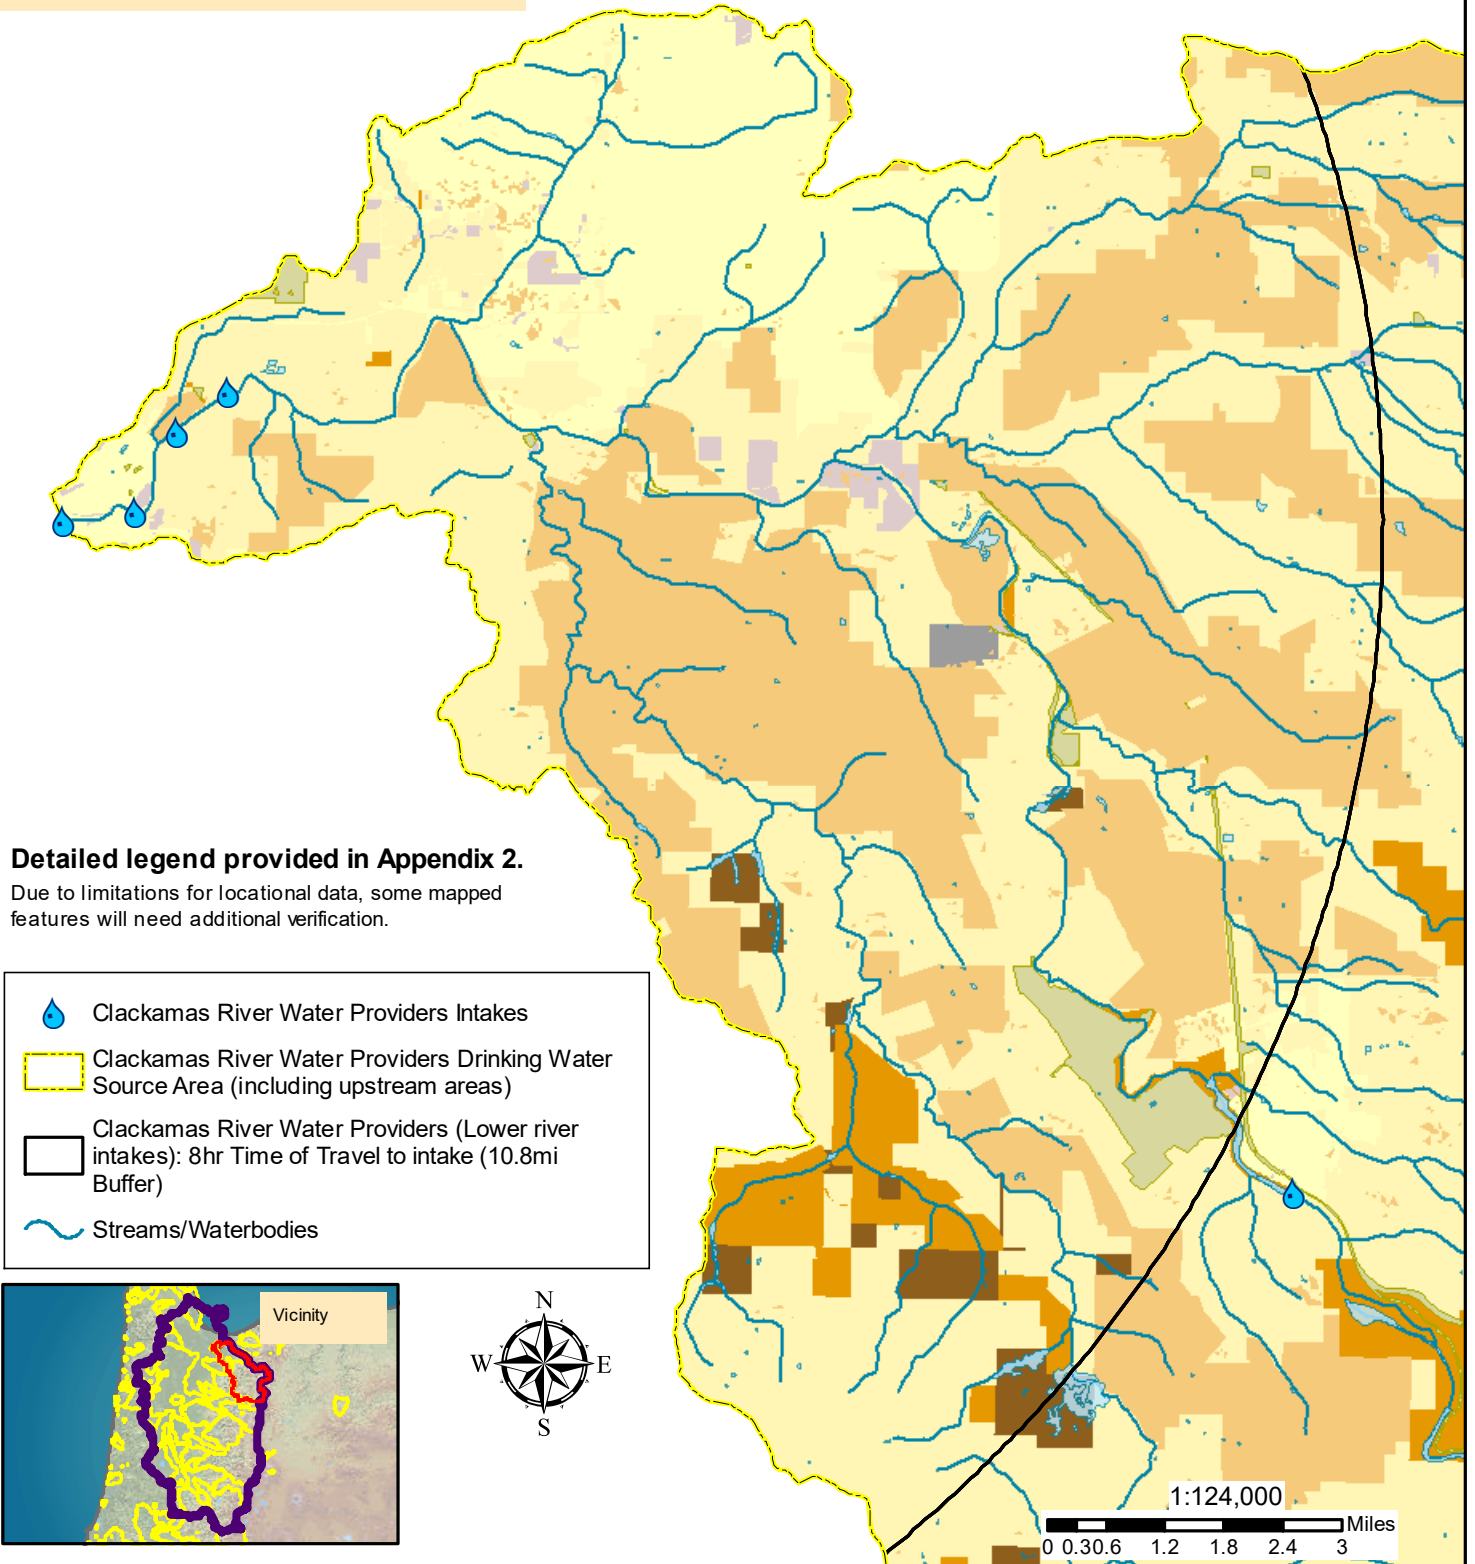 Detailed legend provided in Appendix 2.
Due to limitations for locational data, some mapped
features will need additional verification.
Clackamas River Water Providers Intakes
Clackamas River Water Providers Drinking Water
Source Area (including upstream areas)
Clackamas River Water Providers (Lower river
intakes): 8hr Time of Travel to intake (10.8mi
Buffer)
Streams/Waterbodies
Vicinity
N
W E
S
1:124,000
Miles
0 0.30.6 1.2 1.8 2.4 3